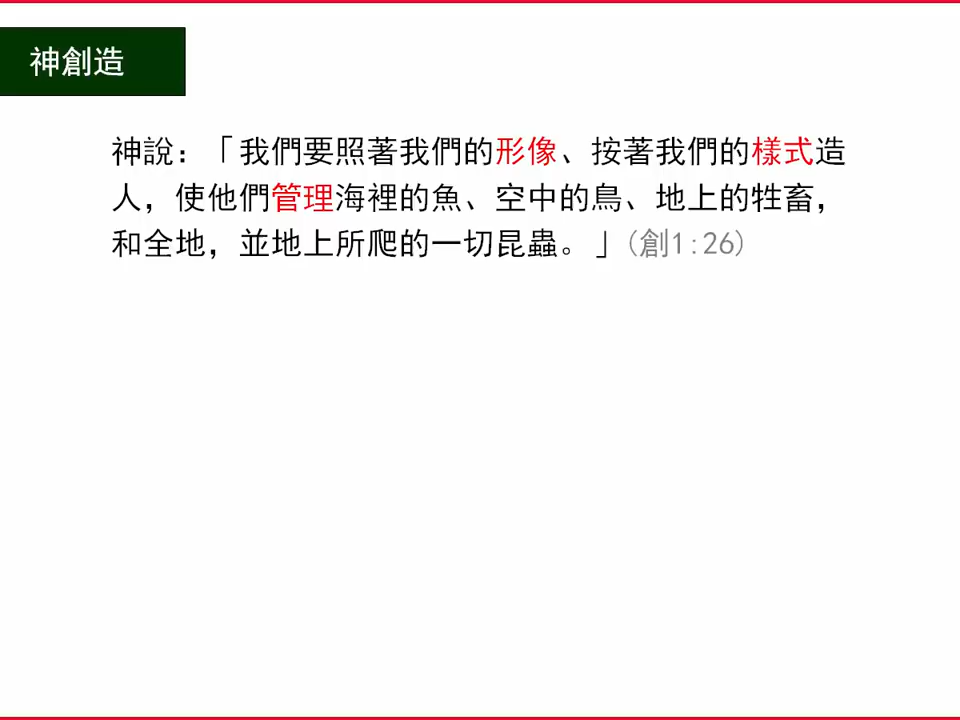 神創造
神說：「我們要照著我們的形像、按著我們的樣式造
人，使他們管理海裡的魚、空中的鳥、地上的牲畜，
和全地，並地上所爬的一切昆蟲。」(創1:26)